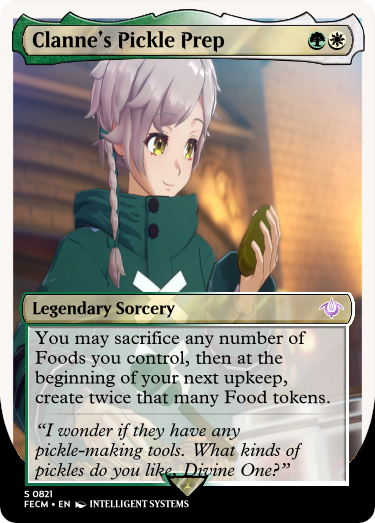 Clanne's Pickle Prep
Legendary Sorcery
You may sacrifice any number of
Foods you control, then at the
beginning of your next upkeep,
create twice that many Food tokens.
“I wonder if they have any
pickle-making tools. What kinds of
pickles do you like, Divine One?”
S 0821
FECM • EN INTELLIGENT SYSTEMS